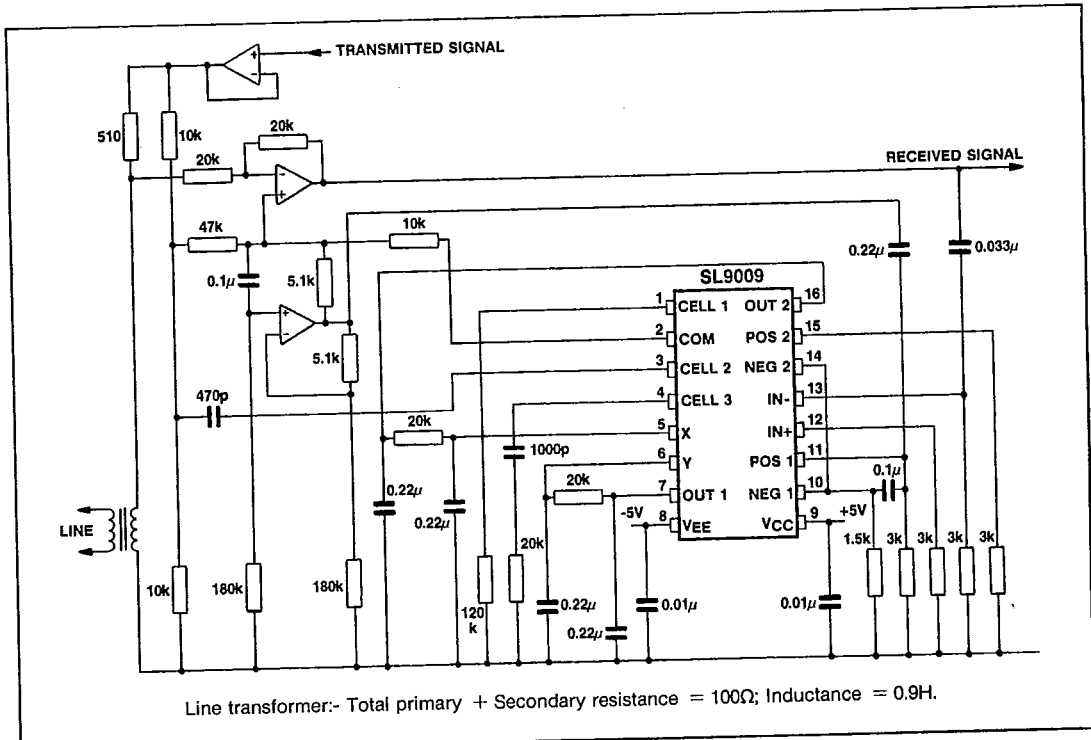 TRANSMITTED SIGNAL
+
-
510
10k
20k
20k
-
+
RECEIVED SIGNAL
47k
10k
0.1μ
5.1k
0.22μ
0.033μ
SL9009
1 CELL 1 OUT 2 16
2 COM POS 2 15
3 CELL 2 NEG 2 14
4 CELL 3 IN- 13
5 X IN+ 12
6 Y POS 1 11
7 OUT 1 NEG 1 10
8 VEE VCC 9
+
-
5.1k
470p
20k
1000p
20k
0.1μ
-5V
+5V
0.22μ
0.22μ
LINE
20k
1.5k
3k
3k
3k
3k
10k
180k
180k
120k
0.22μ
0.22μ
0.01μ
0.01μ
Line transformer:- Total primary + Secondary resistance = 100Ω; Inductance = 0.9H.